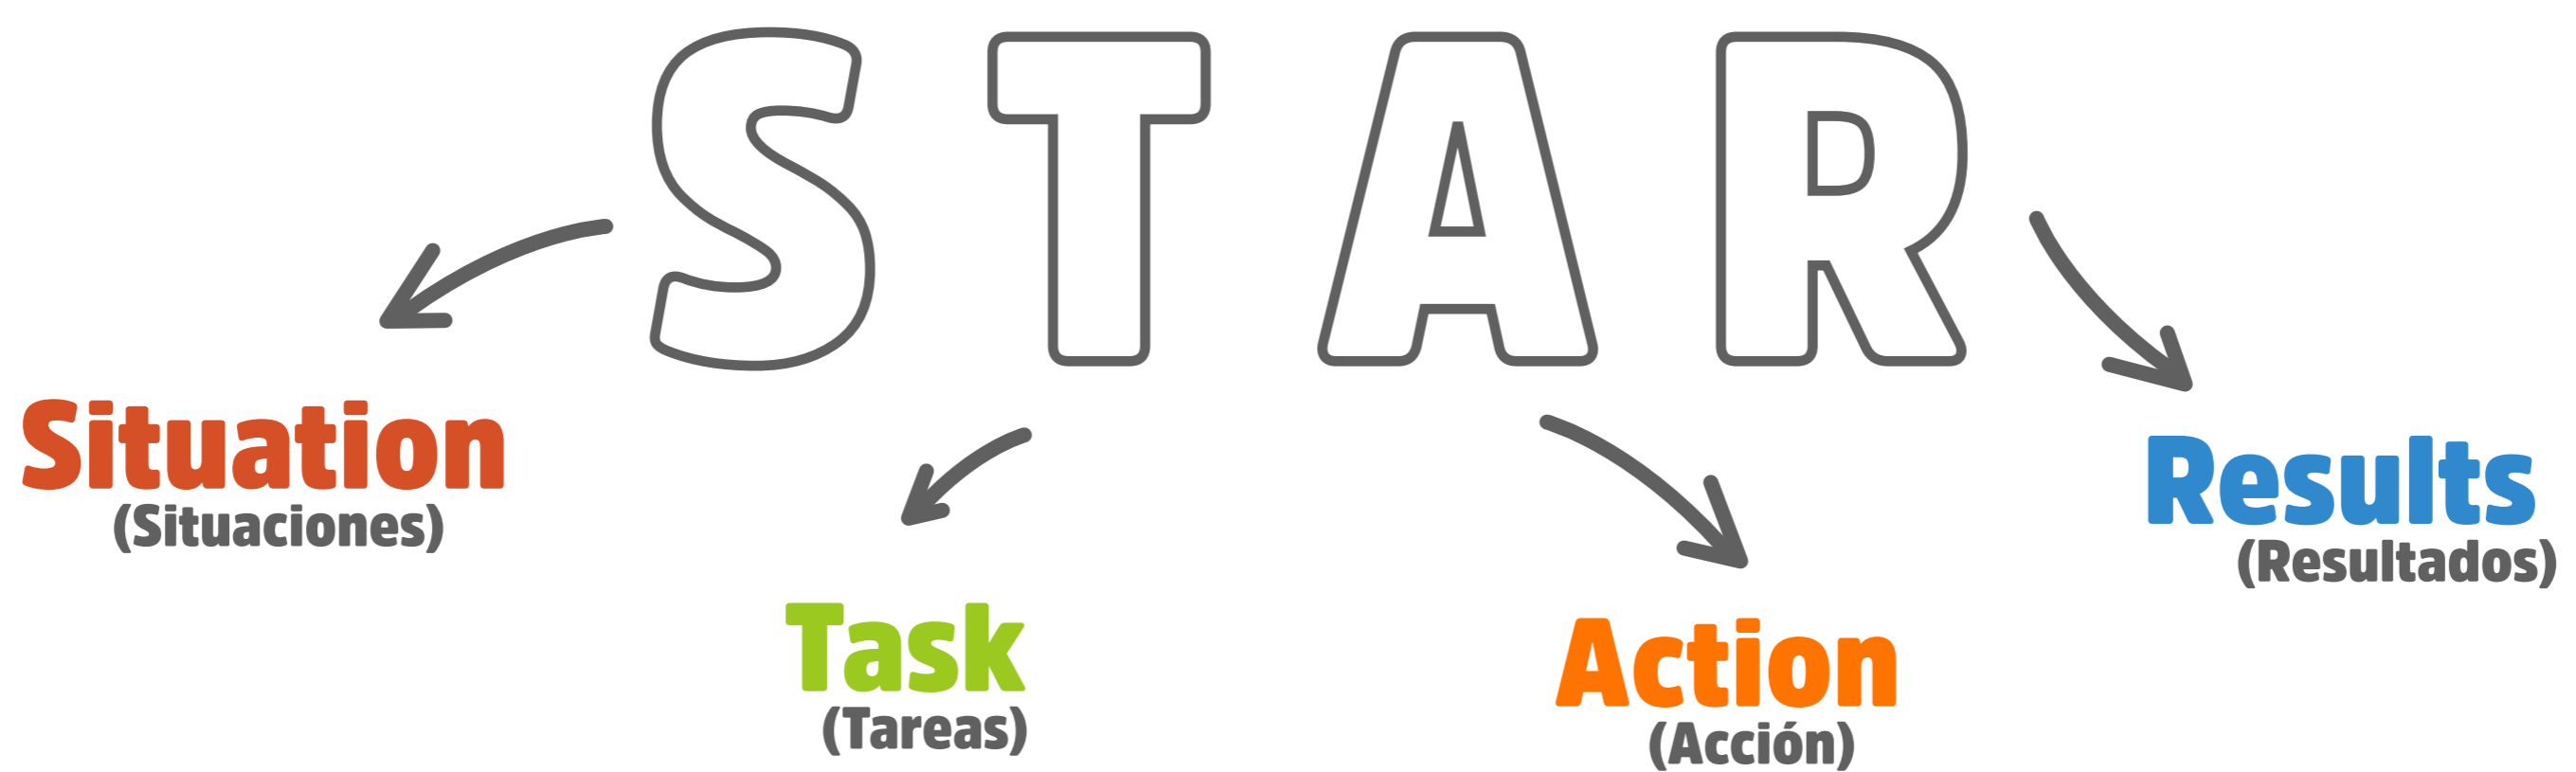 STAR
Situation
(Situaciones)
Task
(Tareas)
Action
(Acción)
Results
(Resultados)